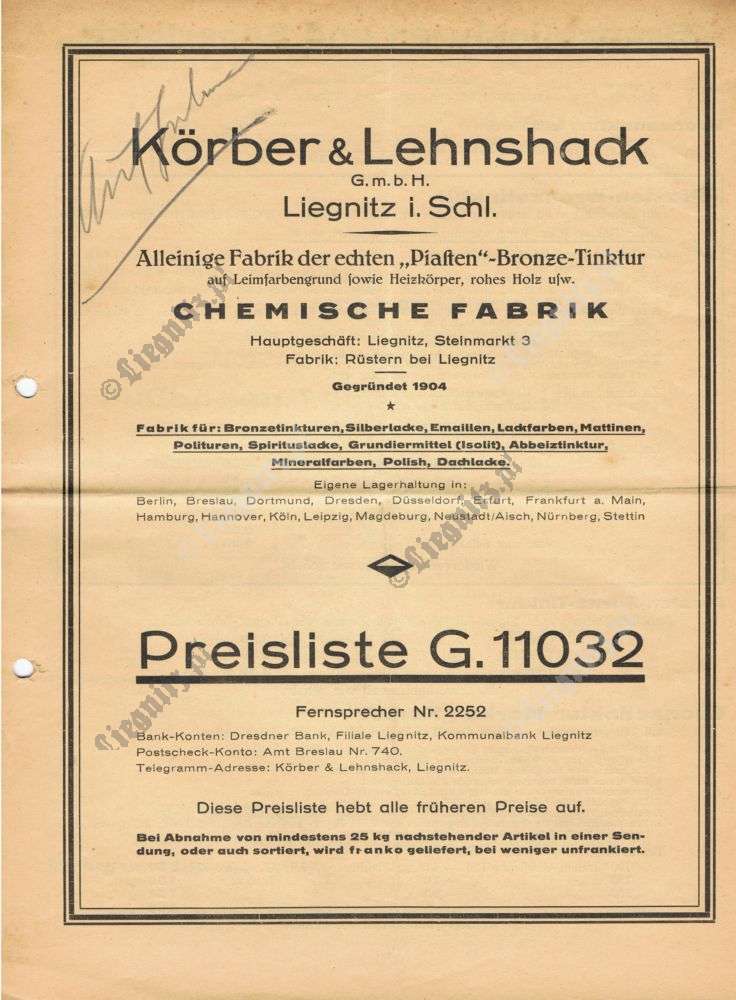 Körber & Lehnshack
G. m. b. H.
Liegnitz i. Schl.
Alleinige Fabrik der echten „Piaſten“-Bronze-Tinktur
auf Leimfarbengrund ſowie Heizkörper, rohes Holz uſw.
CHEMISCHE FABRIK
Hauptgeschäft: Liegnitz, Steinmarkt 3
Fabrik: Rüstern bei Liegnitz
Gegründet 1904
Fabrik für: Bronzetinkturen, Silberlacke, Emaillen, Lackfarben, Mattinen,
Polituren, Spirituslacke, Grundiermittel (Isolit), Abbeiztinktur,
Mineralfarben, Polish, Dachlacke.
Eigene Lagerhaltung in:
Berlin, Breslau, Dortmund, Dresden, Düsseldorf, Erfurt, Frankfurt a. Main,
Hamburg, Hannover, Köln, Leipzig, Magdeburg, Neustadt/Aisch, Nürnberg, Stettin
Preisliste G. 11032
Fernsprecher Nr. 2252
Bank-Konten: Dresdner Bank, Filiale Liegnitz, Kommunalbank Liegnitz
Postscheck-Konto: Amt Breslau Nr. 740.
Telegramm-Adresse: Körber & Lehnshack, Liegnitz.
Diese Preisliste hebt alle früheren Preise auf.
Bei Abnahme von mindestens 25 kg nachstehender Artikel in einer Sen-
dung, oder auch sortiert, wird franko geliefert, bei weniger unfrankiert.
©Liegnitz.pl
©Liegnitz.pl
Liegnitz.pl